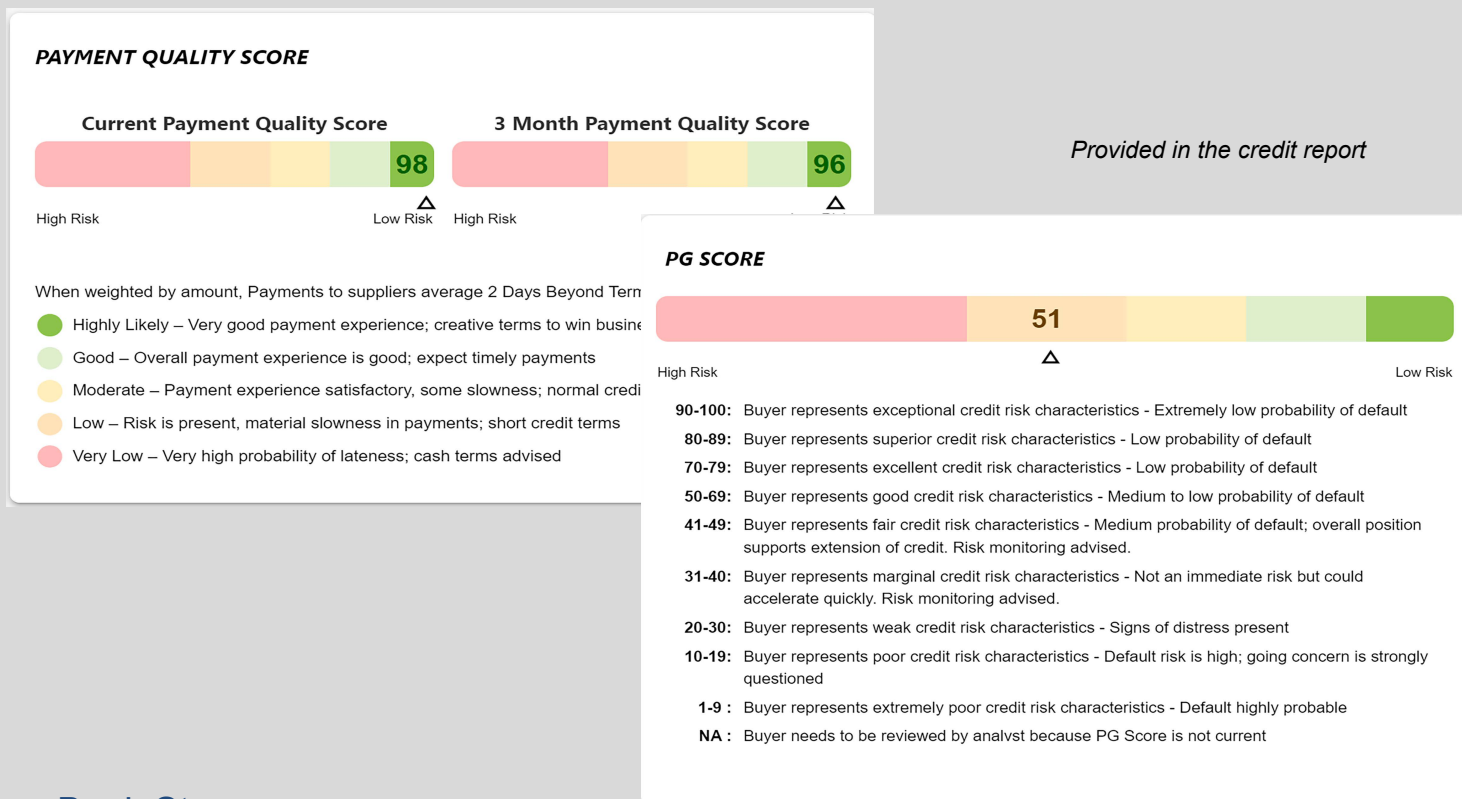 PAYMENT QUALITY SCORE
Current Payment Quality Score
3 Month Payment Quality Score
98
96
High Risk
Low Risk
High Risk
When weighted by amount, Payments to suppliers average 2 Days Beyond
Highly Likely – Very good payment experience; creative terms to win
Good – Overall payment experience is good; expect timely payments
Moderate – Payment experience satisfactory, some slowness; normal
Low – Risk is present, material slowness in payments; short credit terms
Very Low – Very high probability of lateness; cash terms advised
Provided in the credit report
PG SCORE
51
High Risk
Low Risk
90-100: Buyer represents exceptional credit risk characteristics - Extremely low probability of default
80-89: Buyer represents superior credit risk characteristics - Low probability of default
70-79: Buyer represents excellent credit risk characteristics - Low probability of default
50-69: Buyer represents good credit risk characteristics - Medium to low probability of default
41-49: Buyer represents fair credit risk characteristics - Medium probability of default; overall position
supports extension of credit. Risk monitoring advised.
31-40: Buyer represents marginal credit risk characteristics - Not an immediate risk but could
accelerate quickly. Risk monitoring advised.
20-30: Buyer represents weak credit risk characteristics - Signs of distress present
10-19: Buyer represents poor credit risk characteristics - Default risk is high; going concern is strongly
questioned
1-9 : Buyer represents extremely poor credit risk characteristics - Default highly probable
NA : Buyer needs to be reviewed by analyst because PG Score is not current